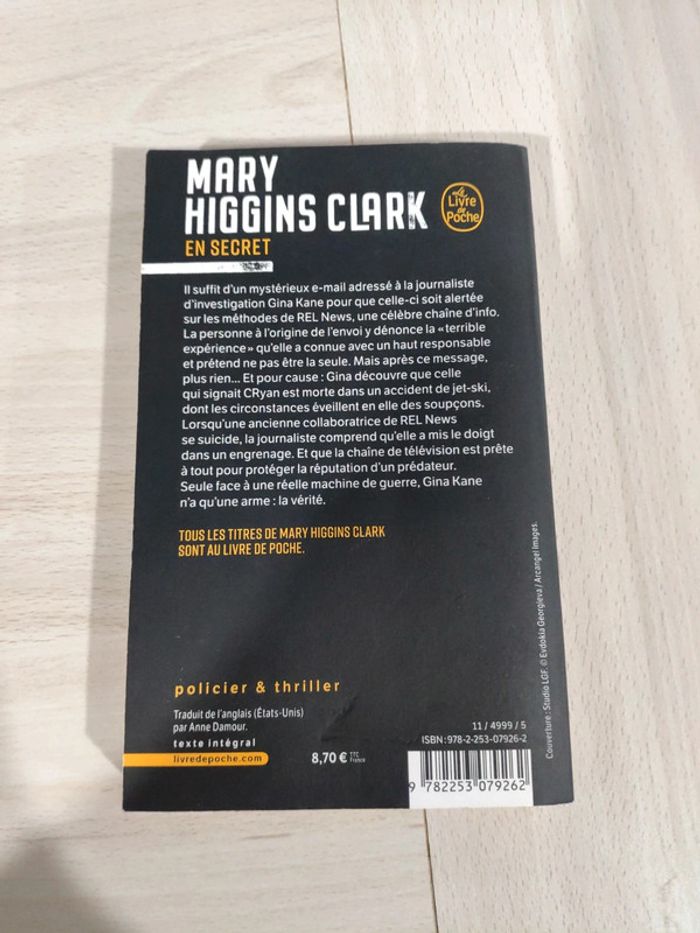 MARY
HIGGINS CLARK
Le
Livre
de
Poche
EN SECRET
Il suffit d'un mystérieux e-mail adressé à la journaliste
d'investigation Gina Kane pour que celle-ci soit alertée
sur les méthodes de REL News, une célèbre chaîne d'info.
La personne à l'origine de l'envoi y dénonce la « terrible
expérience » qu'elle a connue avec un haut responsable
et prétend ne pas être la seule. Mais après ce message,
plus rien... Et pour cause : Gina découvre que celle
qui signait CRyan est morte dans un accident de jet-ski,
dont les circonstances éveillent en elle des soupçons.
Lorsqu'une ancienne collaboratrice de REL News
se suicide, la journaliste comprend qu'elle a mis le doigt
dans un engrenage. Et que la chaîne de télévision est prête
à tout pour protéger la réputation d'un prédateur.
Seule face à une réelle machine de guerre, Gina Kane
n'a qu'une arme : la vérité.
TOUS LES TITRES DE MARY HIGGINS CLARK
SONT AU LIVRE DE POCHE.
policier & thriller
Traduit de l'anglais (États-Unis)
par Anne Damour.
texte intégral
livredepoche.com
8,70 € TTC
France
11 / 4999 / 5
ISBN : 978-2-253-07926-2
9 782253 079262
Couverture : Studio LGF. © Evdokia Georgieva / Arcangel Images.